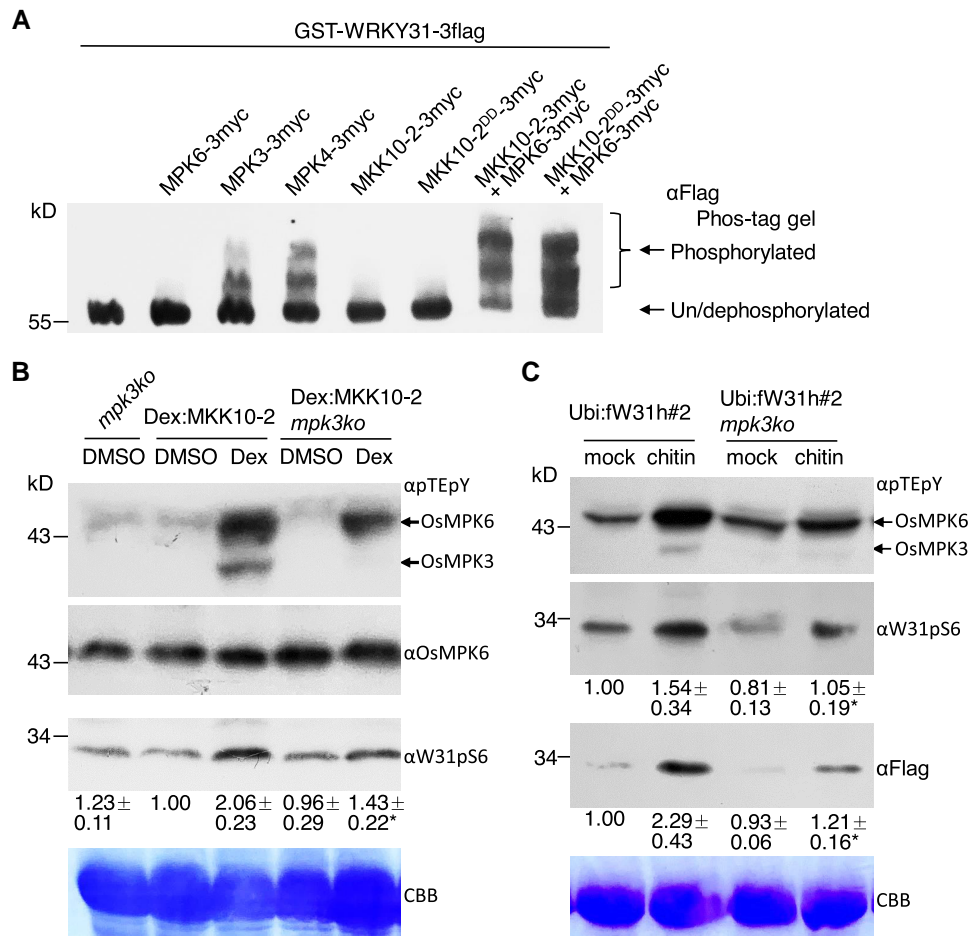 A
GST-WRKY31-3flag
MPK6-3myc
MPK3-3myc
MPK4-3myc
MKK10-2-3myc
MKK10-2DD-3myc
MKK10-2-3myc
+ MPK6-3myc
MKK10-2DD-3myc
+ MPK6-3myc
kD
αFlag
Phos-tag gel
Phosphorylated
Un/dephosphorylated
55
B
mpk3ko
Dex:MKK10-2
Dex:MKK10-2
mpk3ko
DMSO DMSO Dex DMSO Dex
kD
αpTEpY
OsMPK6
43
OsMPK3
αOsMPK6
43
34
αW31pS6
1.23± 1.00 2.06± 0.96± 1.43±
0.11 0.23 0.29 0.22*
CBB
C
Ubi:fW31h#2
Ubi:fW31h#2
mpk3ko
mock chitin mock chitin
kD
αpTEpY
43
OsMPK6
OsMPK3
34
αW31pS6
1.00 1.54± 0.81± 1.05±
0.34 0.13 0.19*
34
αFlag
1.00 2.29± 0.93± 1.21±
0.43 0.06 0.16*
CBB